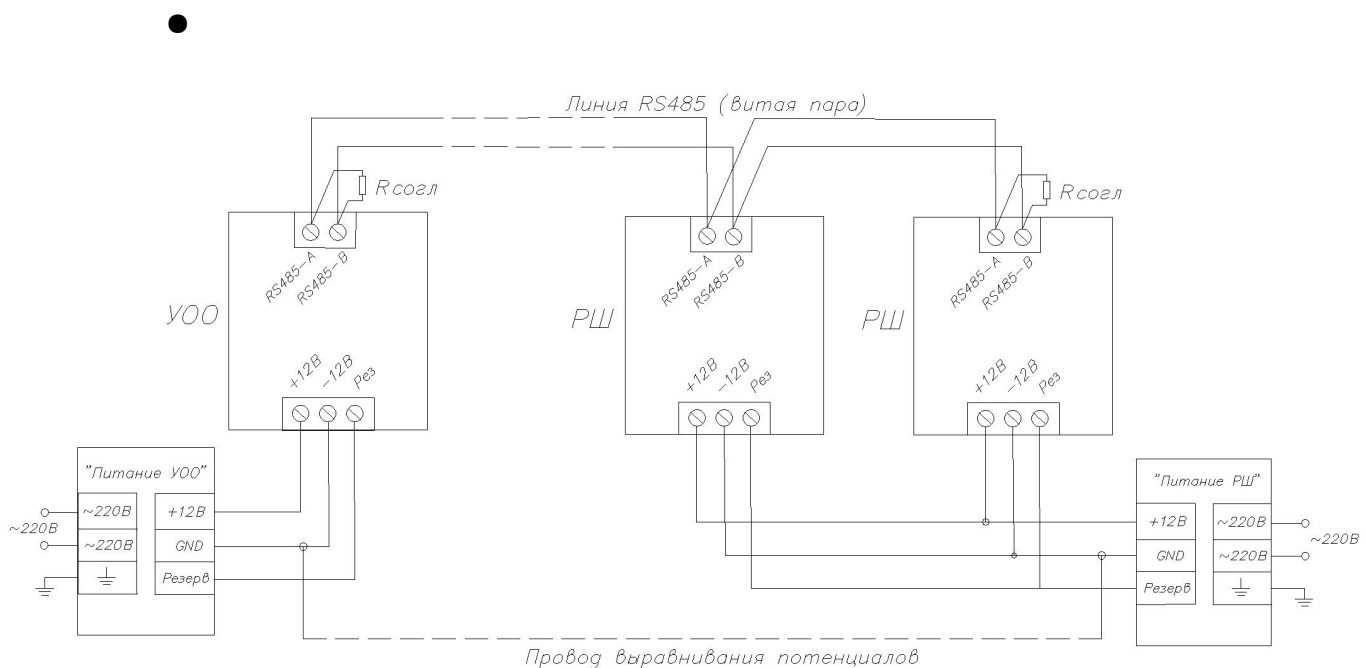 Линия RS485 (витая пара)
Rсогл
Rсогл
RS485-A
RS485-B
RS485-A
RS485-B
RS485-A
RS485-B
УОО
РШ
РШ
+12В
-12В
Рез
+12В
-12В
Рез
+12В
-12В
Рез
"Питание УОО"
~220В
~220В
+12В
~220В
GND
Резерв
"Питание РШ"
+12В
~220В
~220В
GND
~220В
Резерв
Провод выравнивания потенциалов